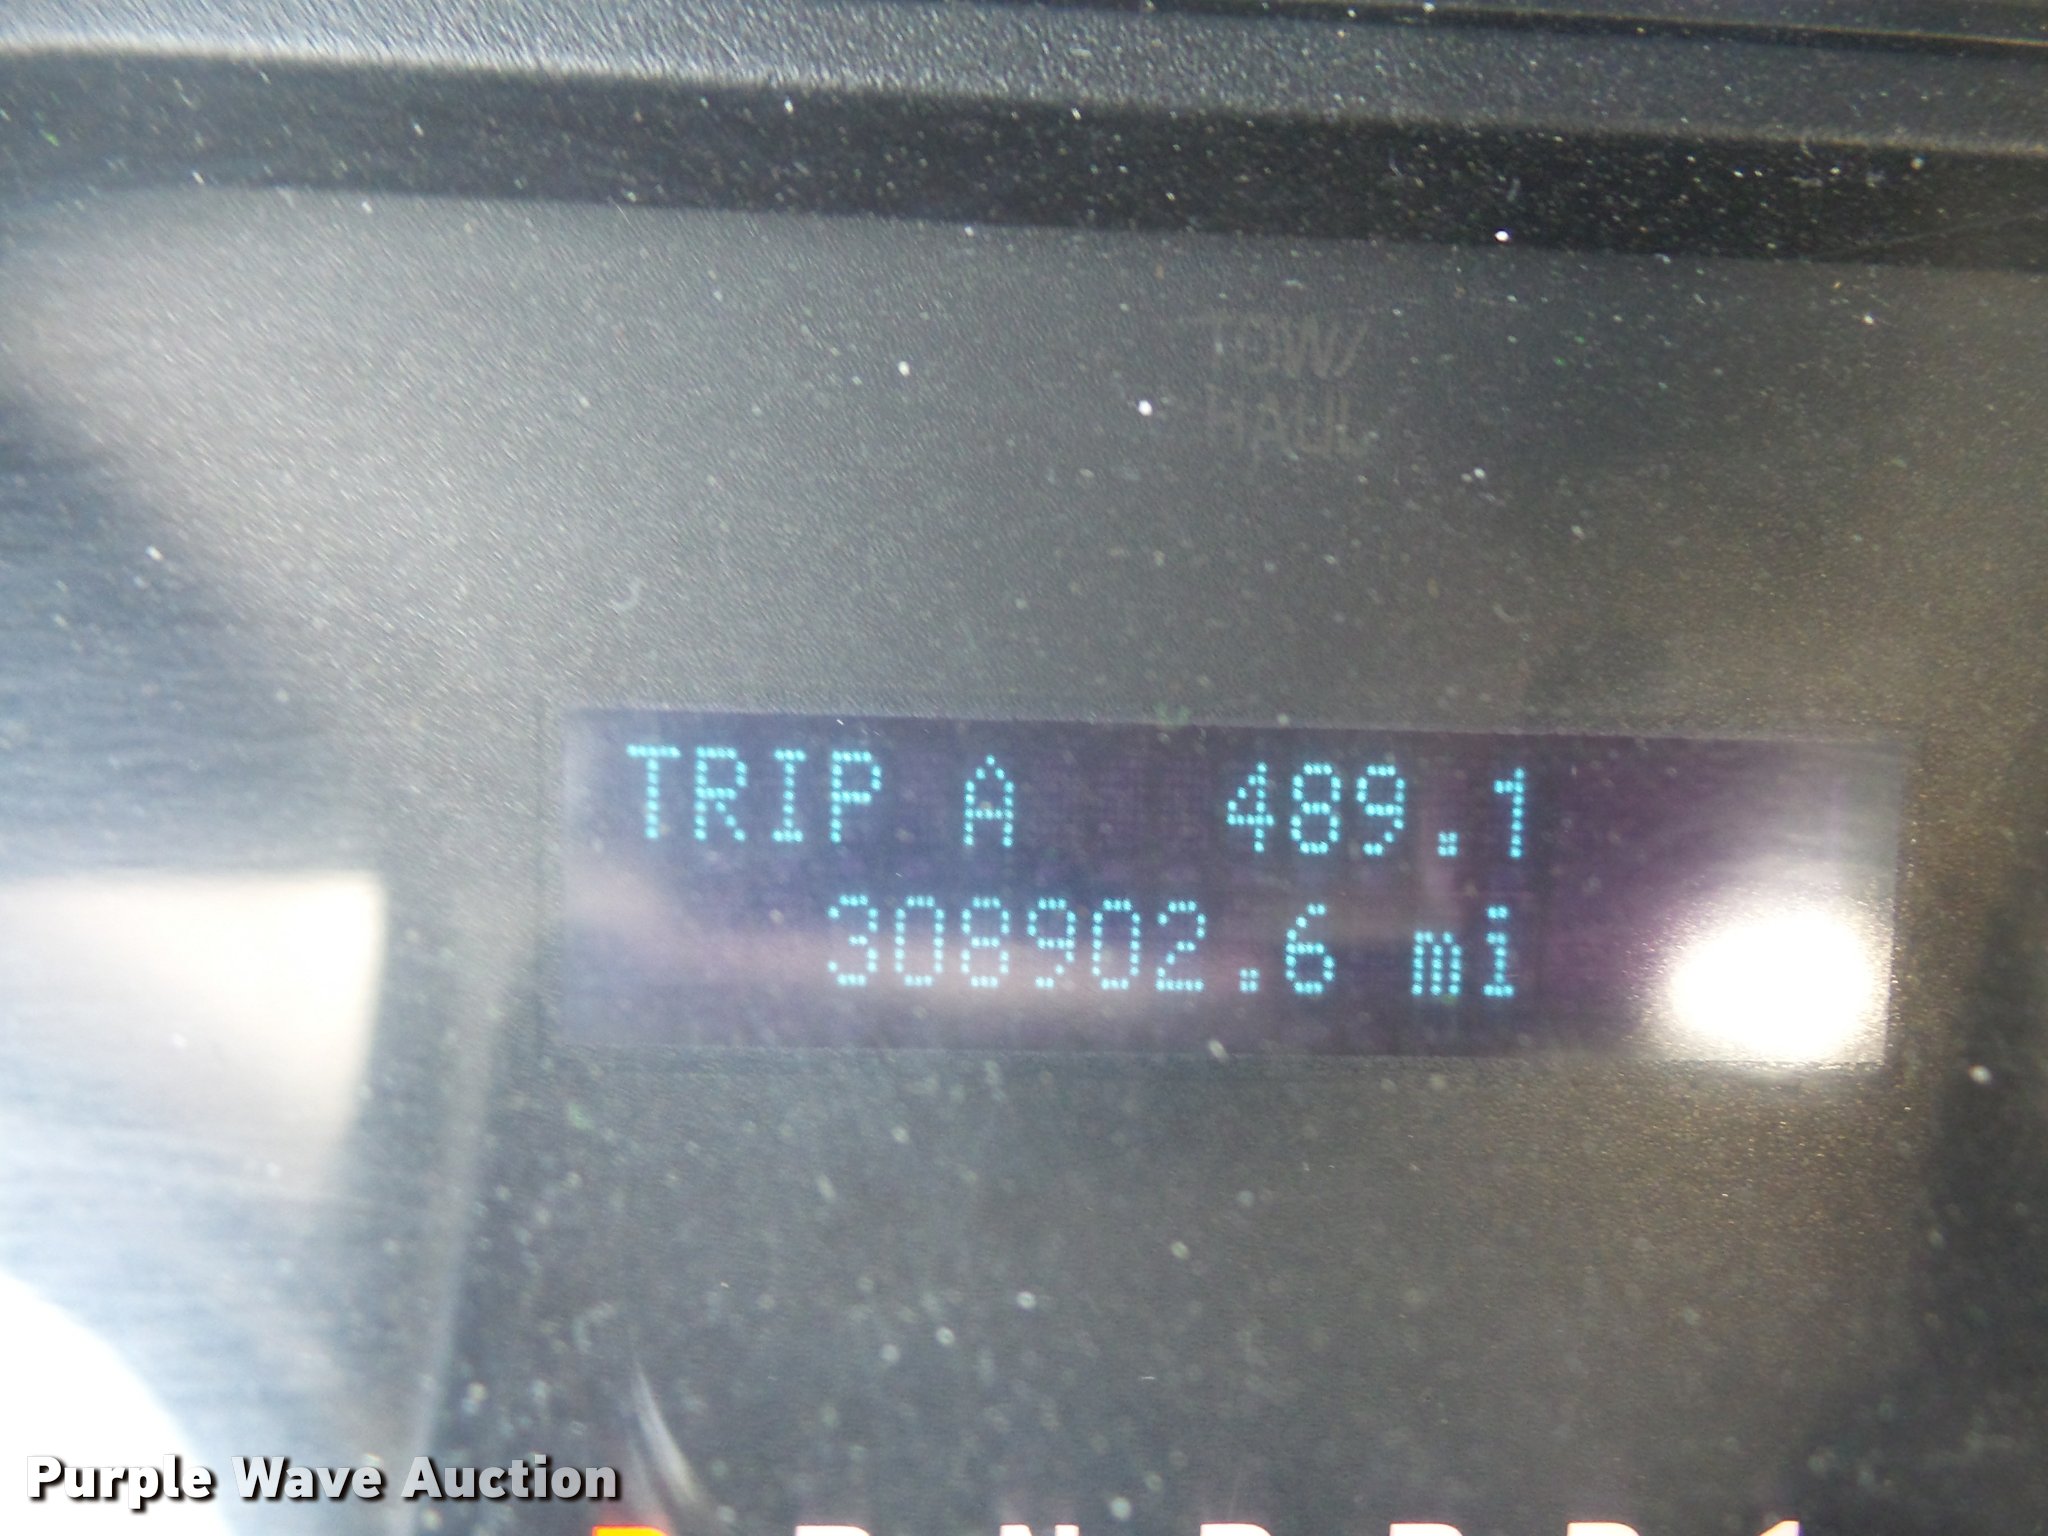 TOW/
HAUL
TRIP A 489.1
308902.6 mi
Purple Wave Auction